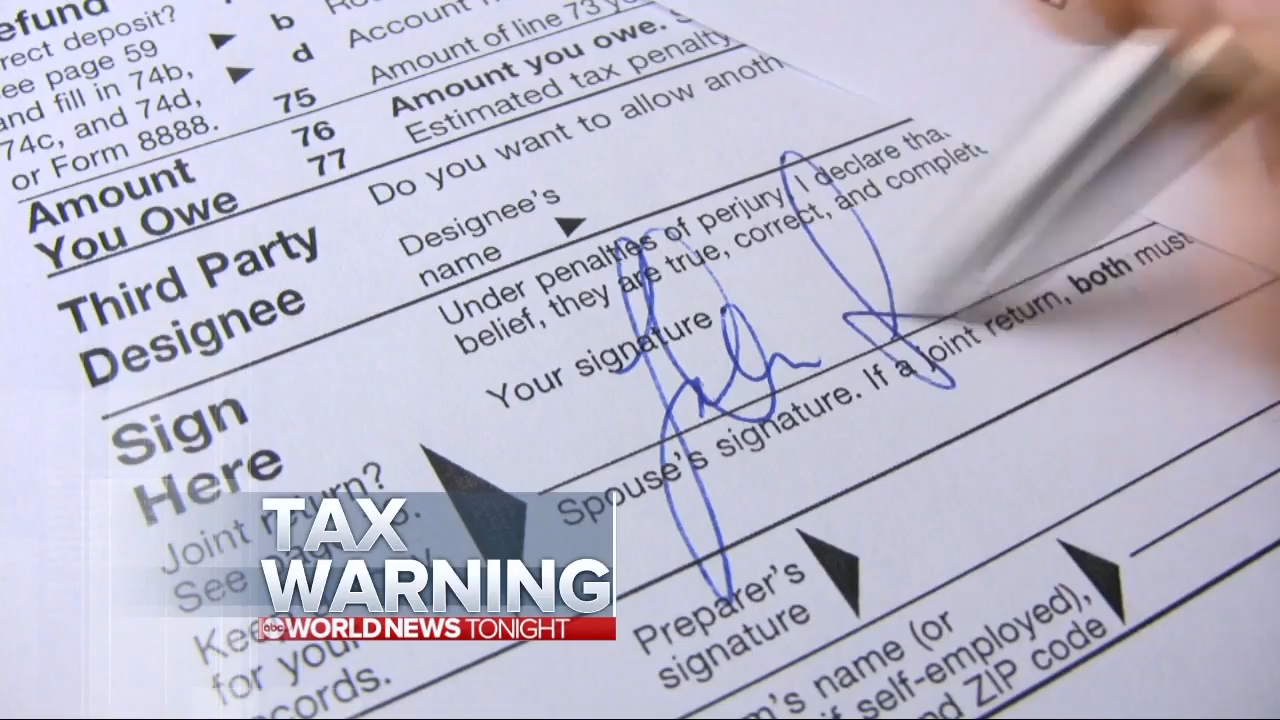 efund
rect deposit?
ee page 59
and fill in 74b,
74c, and 74d,
or Form 8888.
b
d Account
75 Amount of line 73 yo
Amount
You Owe
76 Amount you owe.
77 Estimated tax penalty
Third Party
Designee
Do you want to allow anoth
Designee's
name
Sign
Here
Joint return?
See page
Keep
for your
cords.
Under penalties of perjury, I declare tha
belief, they are true, correct, and complete
Your signature
Spouse's signature. If a joint return, both must
Preparer's
signature
m's name (or
if self-employed),
nd ZIP code
TAX
WARNING
abc WORLD NEWS TONIGHT